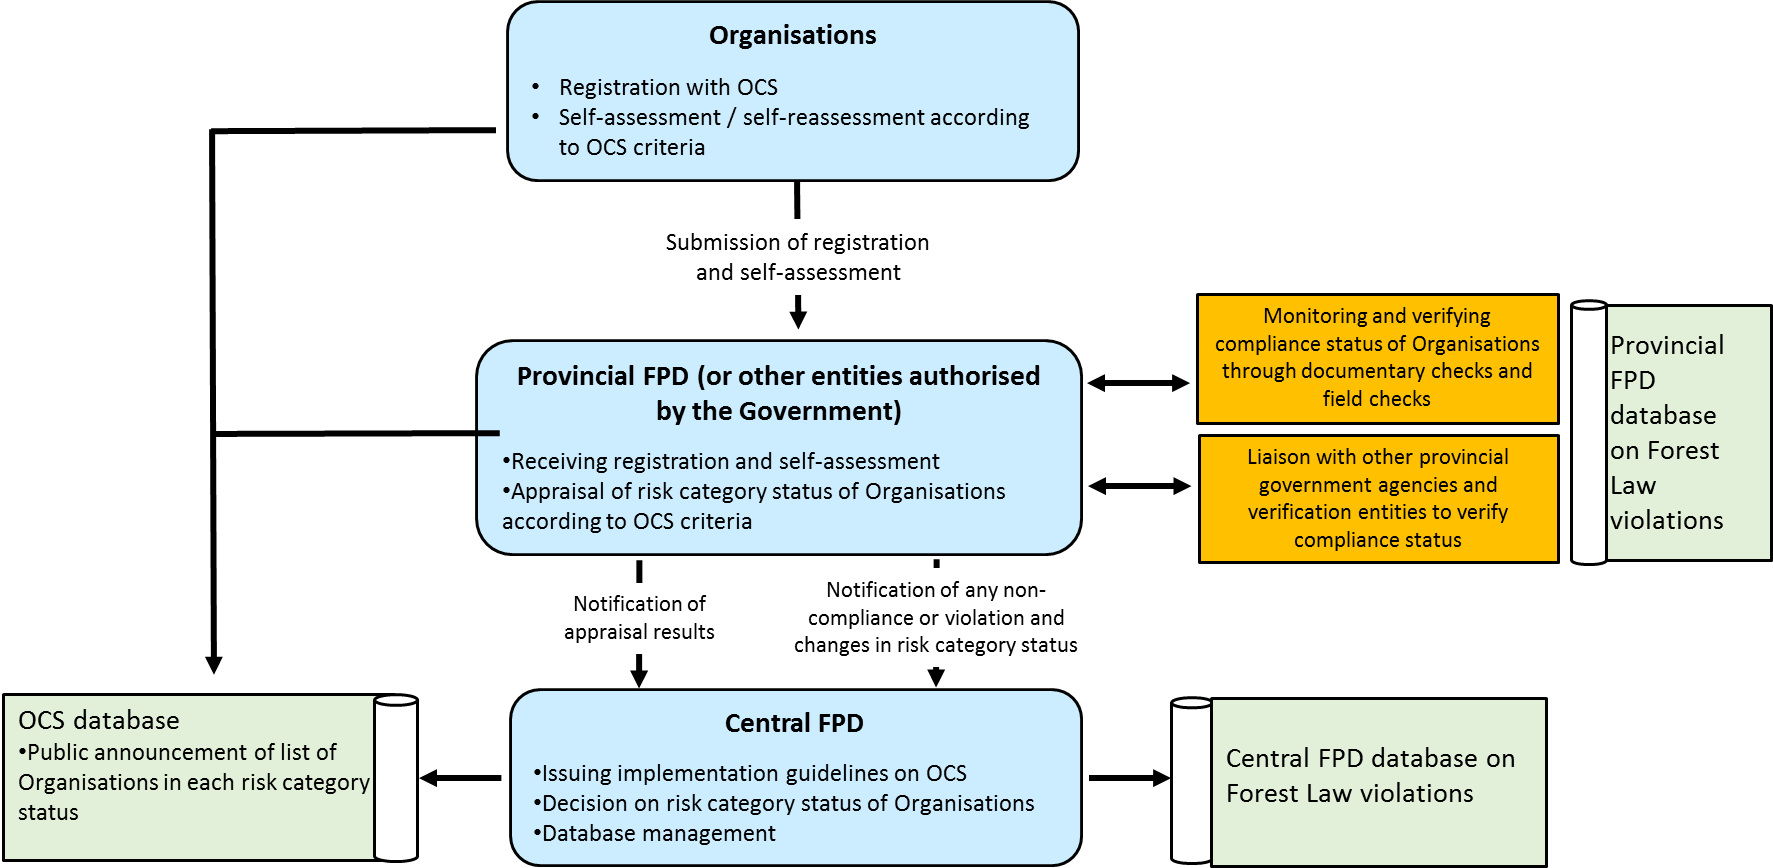 Organisations
• Registration with OCS
• Self-assessment / self-reassessment according
to OCS criteria
Submission of registration
and self-assessment
Provincial FPD (or other entities authorised
by the Government)
•Receiving registration and self-assessment
•Appraisal of risk category status of Organisations
according to OCS criteria
Monitoring and verifying
compliance status of Organisations
through documentary checks and
field checks
Liaison with other provincial
government agencies and
verification entities to verify
compliance status
Provincial
FPD
database
on Forest
Law
violations
Notification of
appraisal results
Notification of any non-
compliance or violation and
changes in risk category status
OCS database
•Public announcement of list of
Organisations in each risk category
status
Central FPD
•Issuing implementation guidelines on OCS
•Decision on risk category status of Organisations
•Database management
Central FPD database on
Forest Law violations